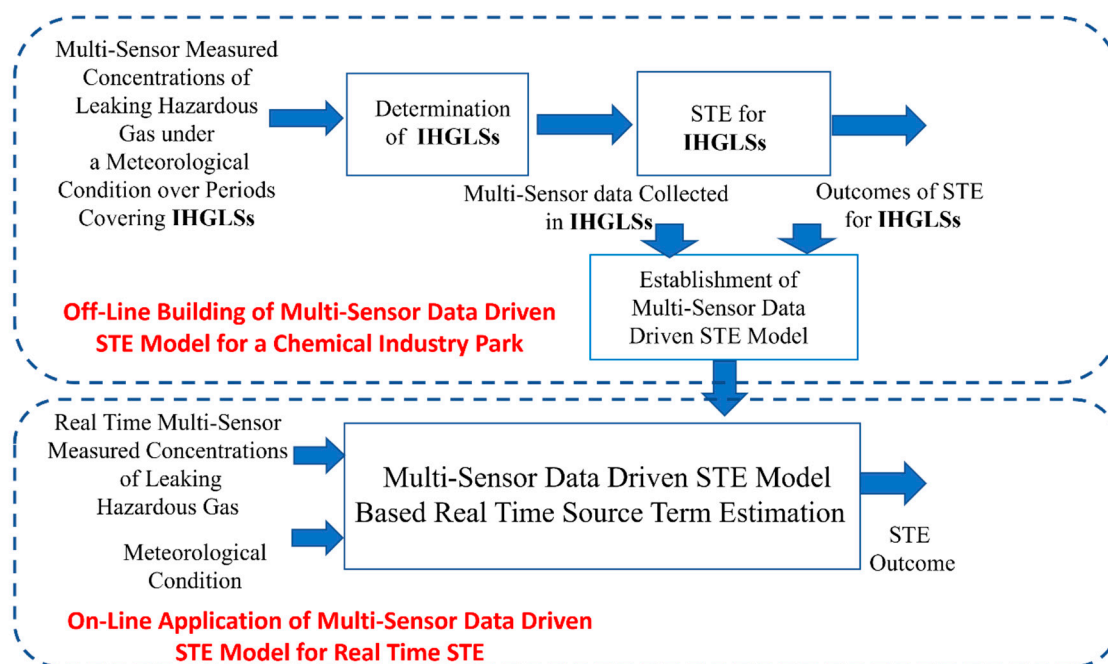 Multi-Sensor Measured
Concentrations of
Leaking Hazardous
Gas under
a Meteorological
Condition over Periods
Covering IHGLSs
Determination
of IHGLSs
STE for
IHGLSs
Multi-Sensor data Collected
in IHGLSs
Outcomes of STE
for IHGLSs
Establishment of
Multi-Sensor Data
Driven STE Model
Off-Line Building of Multi-Sensor Data Driven
STE Model for a Chemical Industry Park
Real Time Multi-Sensor
Measured Concentrations
of Leaking
Hazardous Gas
Meteorological
Condition
Multi-Sensor Data Driven STE Model
Based Real Time Source Term Estimation
STE
Outcome
On-Line Application of Multi-Sensor Data Driven
STE Model for Real Time STE